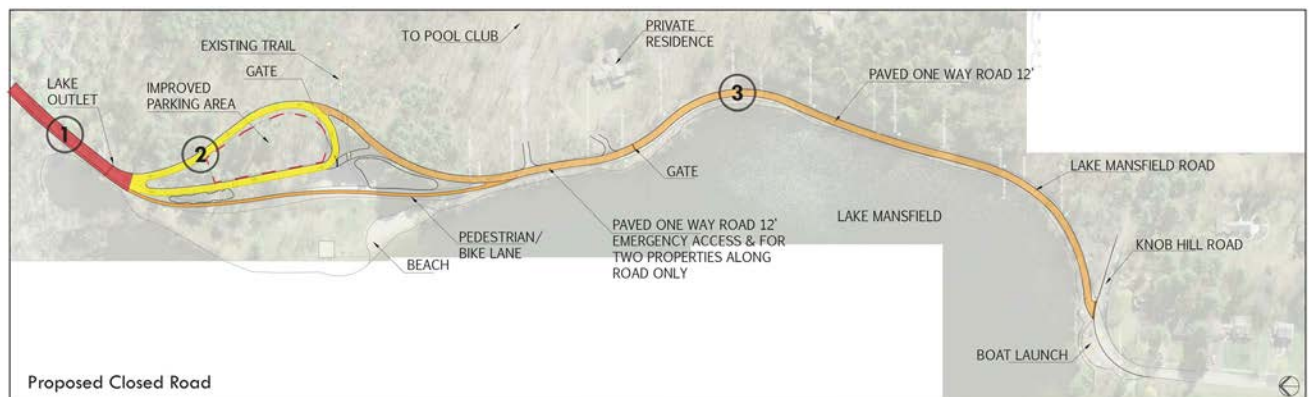 TO POOL CLUB
PRIVATE
RESIDENCE
EXISTING TRAIL
GATE
LAKE
OUTLET
IMPROVED
PARKING AREA
PAVED ONE WAY ROAD 12'
1
2
3
GATE
LAKE MANSFIELD ROAD
LAKE MANSFIELD
KNOB HILL ROAD
PEDESTRIAN/
BIKE LANE
BEACH
PAVED ONE WAY ROAD 12'
EMERGENCY ACCESS & FOR
TWO PROPERTIES ALONG
ROAD ONLY
BOAT LAUNCH
Proposed Closed Road